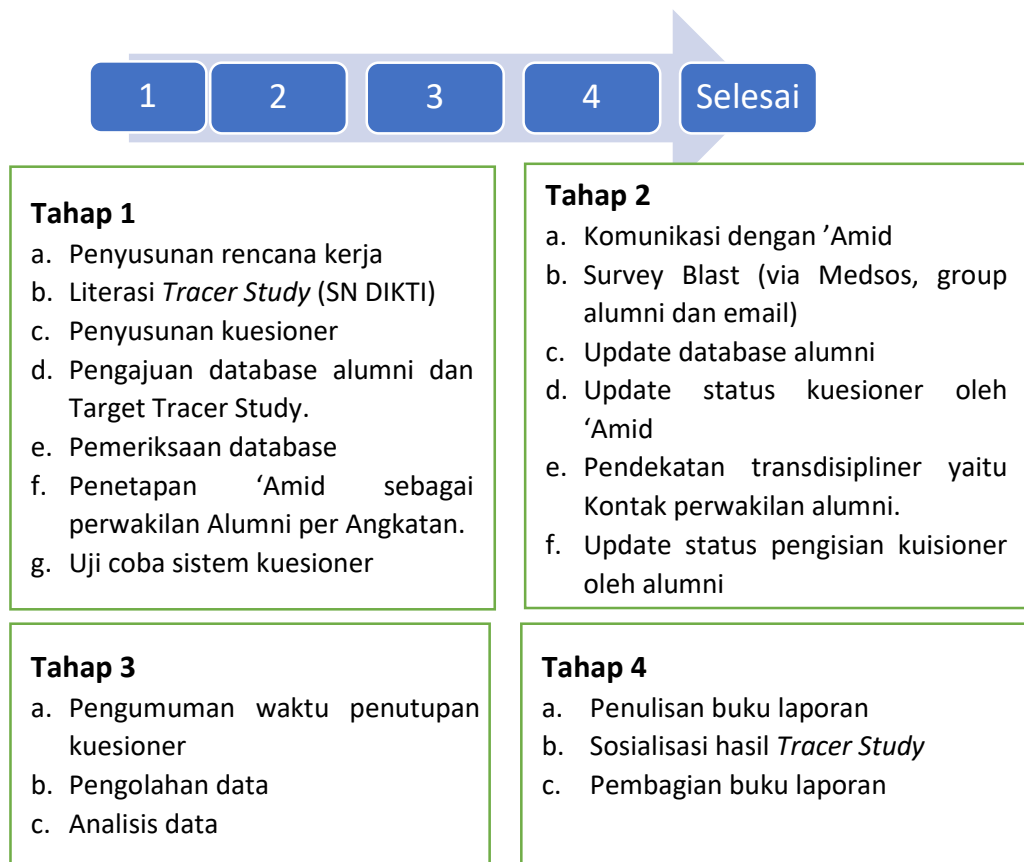 1 2 3 4 Selesai
Tahap 1
a. Penyusunan rencana kerja
b. Literasi Tracer Study (SN DIKTI)
c. Penyusunan kuesioner
d. Pengajuan database alumni dan
Target Tracer Study.
e. Pemeriksaan database
f. Penetapan ‘Amid sebagai
perwakilan Alumni per Angkatan.
g. Uji coba sistem kuesioner
Tahap 2
a. Komunikasi dengan ’Amid
b. Survey Blast (via Medsos, group
alumni dan email)
c. Update database alumni
d. Update status kuesioner oleh
‘Amid
e. Pendekatan transdisipliner yaitu
Kontak perwakilan alumni.
f. Update status pengisian kuisioner
oleh alumni
Tahap 3
a. Pengumuman waktu penutupan
kuesioner
b. Pengolahan data
c. Analisis data
Tahap 4
a. Penulisan buku laporan
b. Sosialisasi hasil Tracer Study
c. Pembagian buku laporan